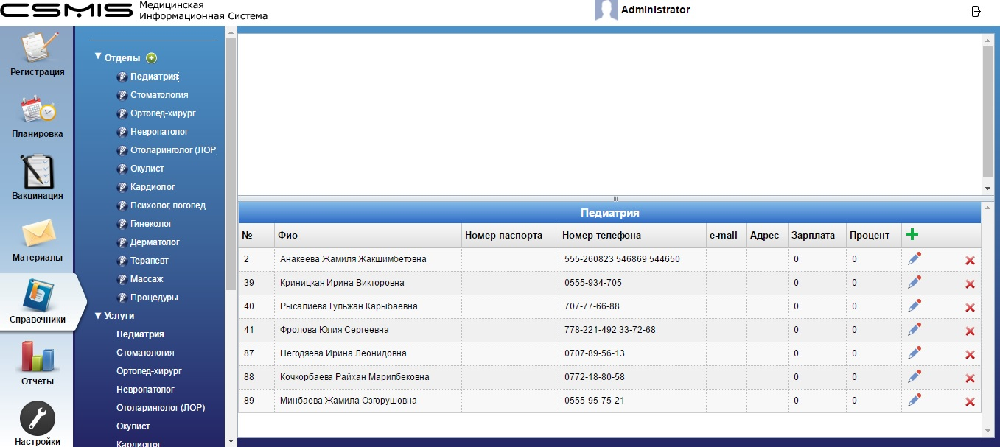 CSMIS
Медицинская
Информационная Система
Administrator
Регистрация
Планировка
Вакцинация
Материалы
Справочники
Отчеты
Настройки
Отделы
Педиатрия
Стоматология
Ортопед-хирург
Невропатолог
Отоларинголог (ЛОР)
Окулист
Кардиолог
Психолог, логопед
Гинеколог
Дерматолог
Терапевт
Массаж
Процедуры
Услуги
Педиатрия
Стоматология
Ортопед-хирург
Невропатолог
Отоларинголог (ЛОР)
Окулист
Кардиолог
Педиатрия
№ Фио Номер паспорта Номер телефона e-mail Адрес Зарплата Процент
2 Анакеева Жамиля Жакшимбетовна 555-260823 546869 544650 0 0
39 Криницкая Ирина Викторовна 0555-934-705 0 0
40 Рысалиева Гульжан Карыбаевна 707-77-66-88 0 0
41 Фролова Юлия Сергеевна 778-221-492 33-72-68 0 0
87 Негодяева Ирина Леонидовна 0707-89-56-13 0 0
88 Кочкорбаева Райхан Марипбековна 0772-18-80-58 0 0
89 Минбаева Жамила Озгорушовна 0555-95-75-21 0 0